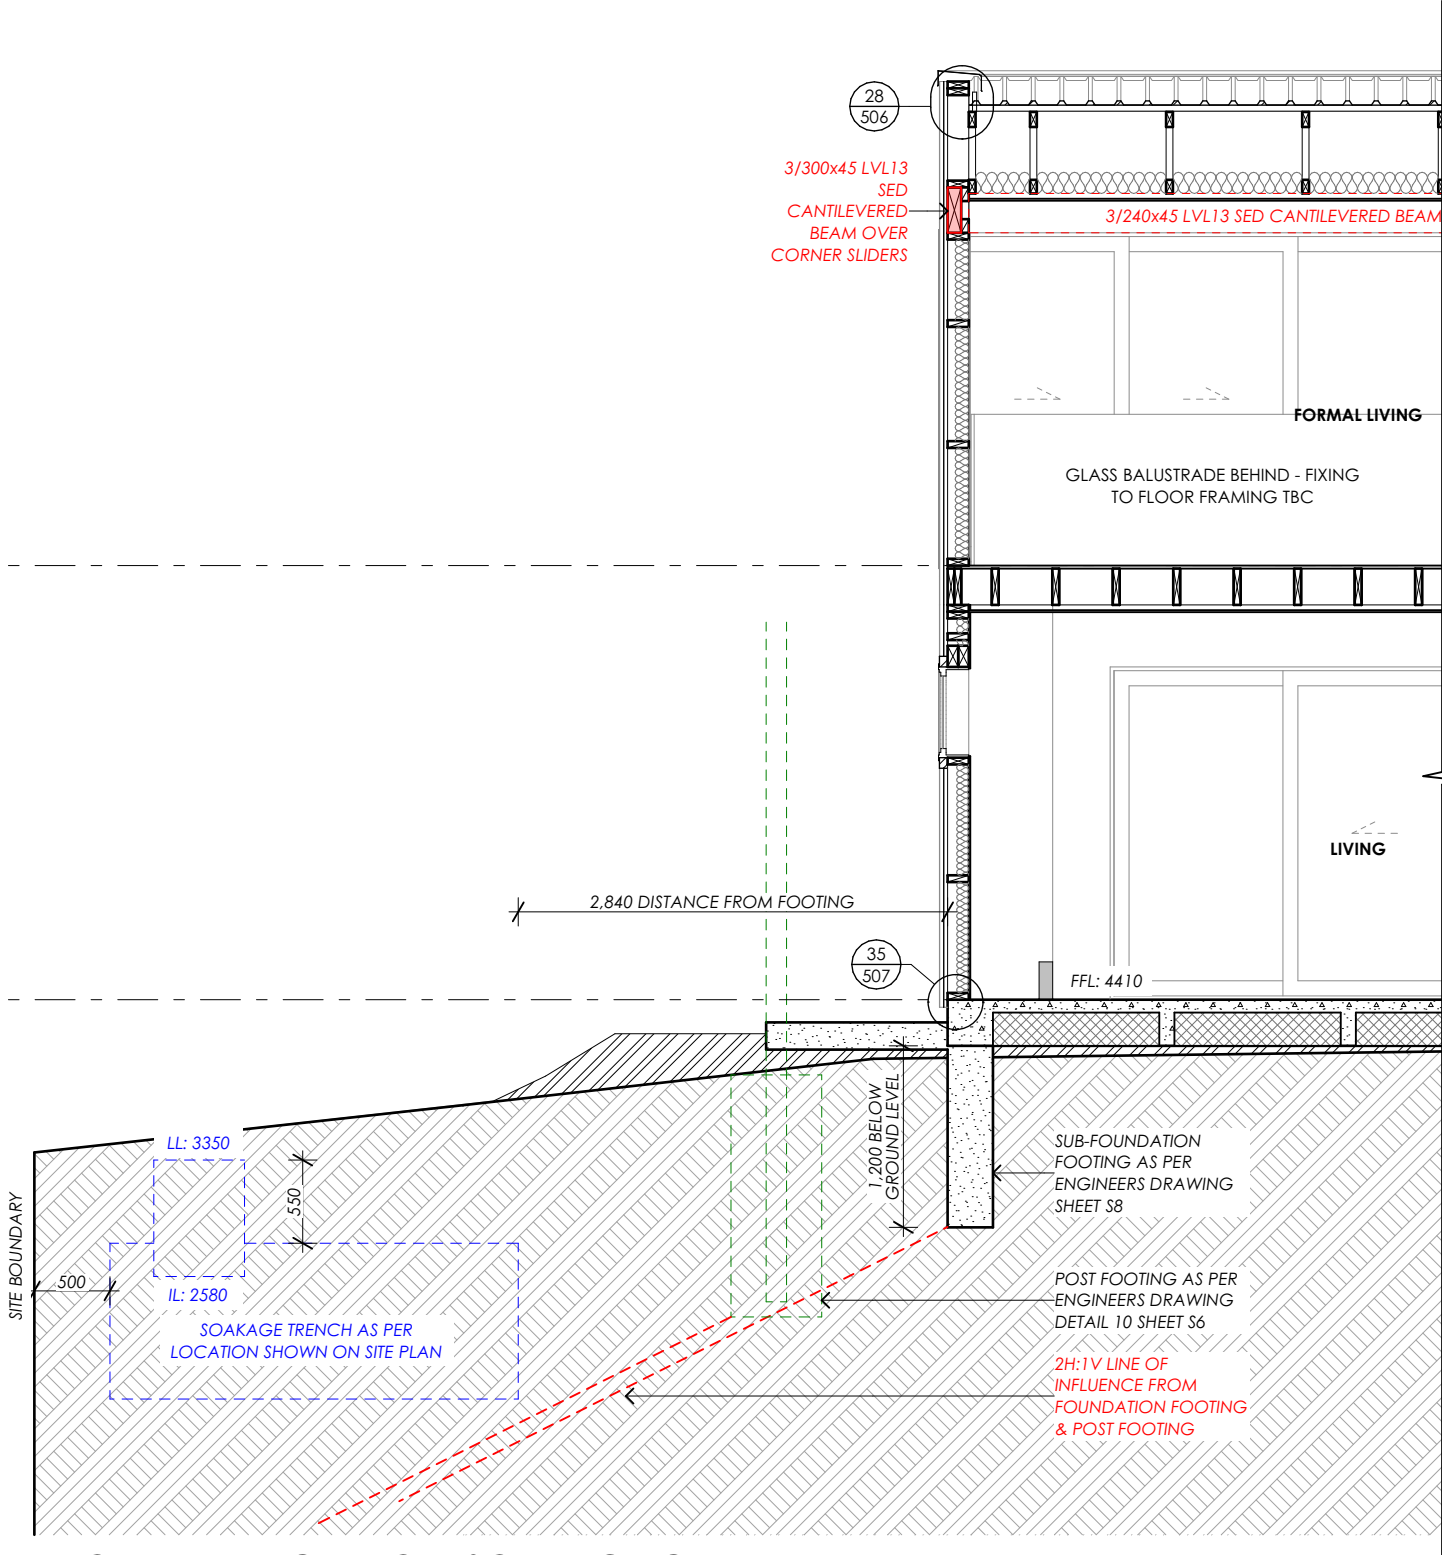 28
506
3/300x45 LVL13
SED
CANTILEVERED
BEAM OVER
CORNER SLIDERS
3/240x45 LVL13 SED CANTILEVERED BEAM
FORMAL LIVING
GLASS BALUSTRADE BEHIND - FIXING
TO FLOOR FRAMING TBC
LIVING
2,840 DISTANCE FROM FOOTING
35
507
FFL: 4410
1,200 BELOW
GROUND LEVEL
LL: 3350
550
SITE BOUNDARY
500
IL: 2580
SOAKAGE TRENCH AS PER
LOCATION SHOWN ON SITE PLAN
SUB-FOUNDATION
FOOTING AS PER
ENGINEERS DRAWING
SHEET S8
POST FOOTING AS PER
ENGINEERS DRAWING
DETAIL 10 SHEET S6
2H:1V LINE OF
INFLUENCE FROM
FOUNDATION FOOTING
& POST FOOTING